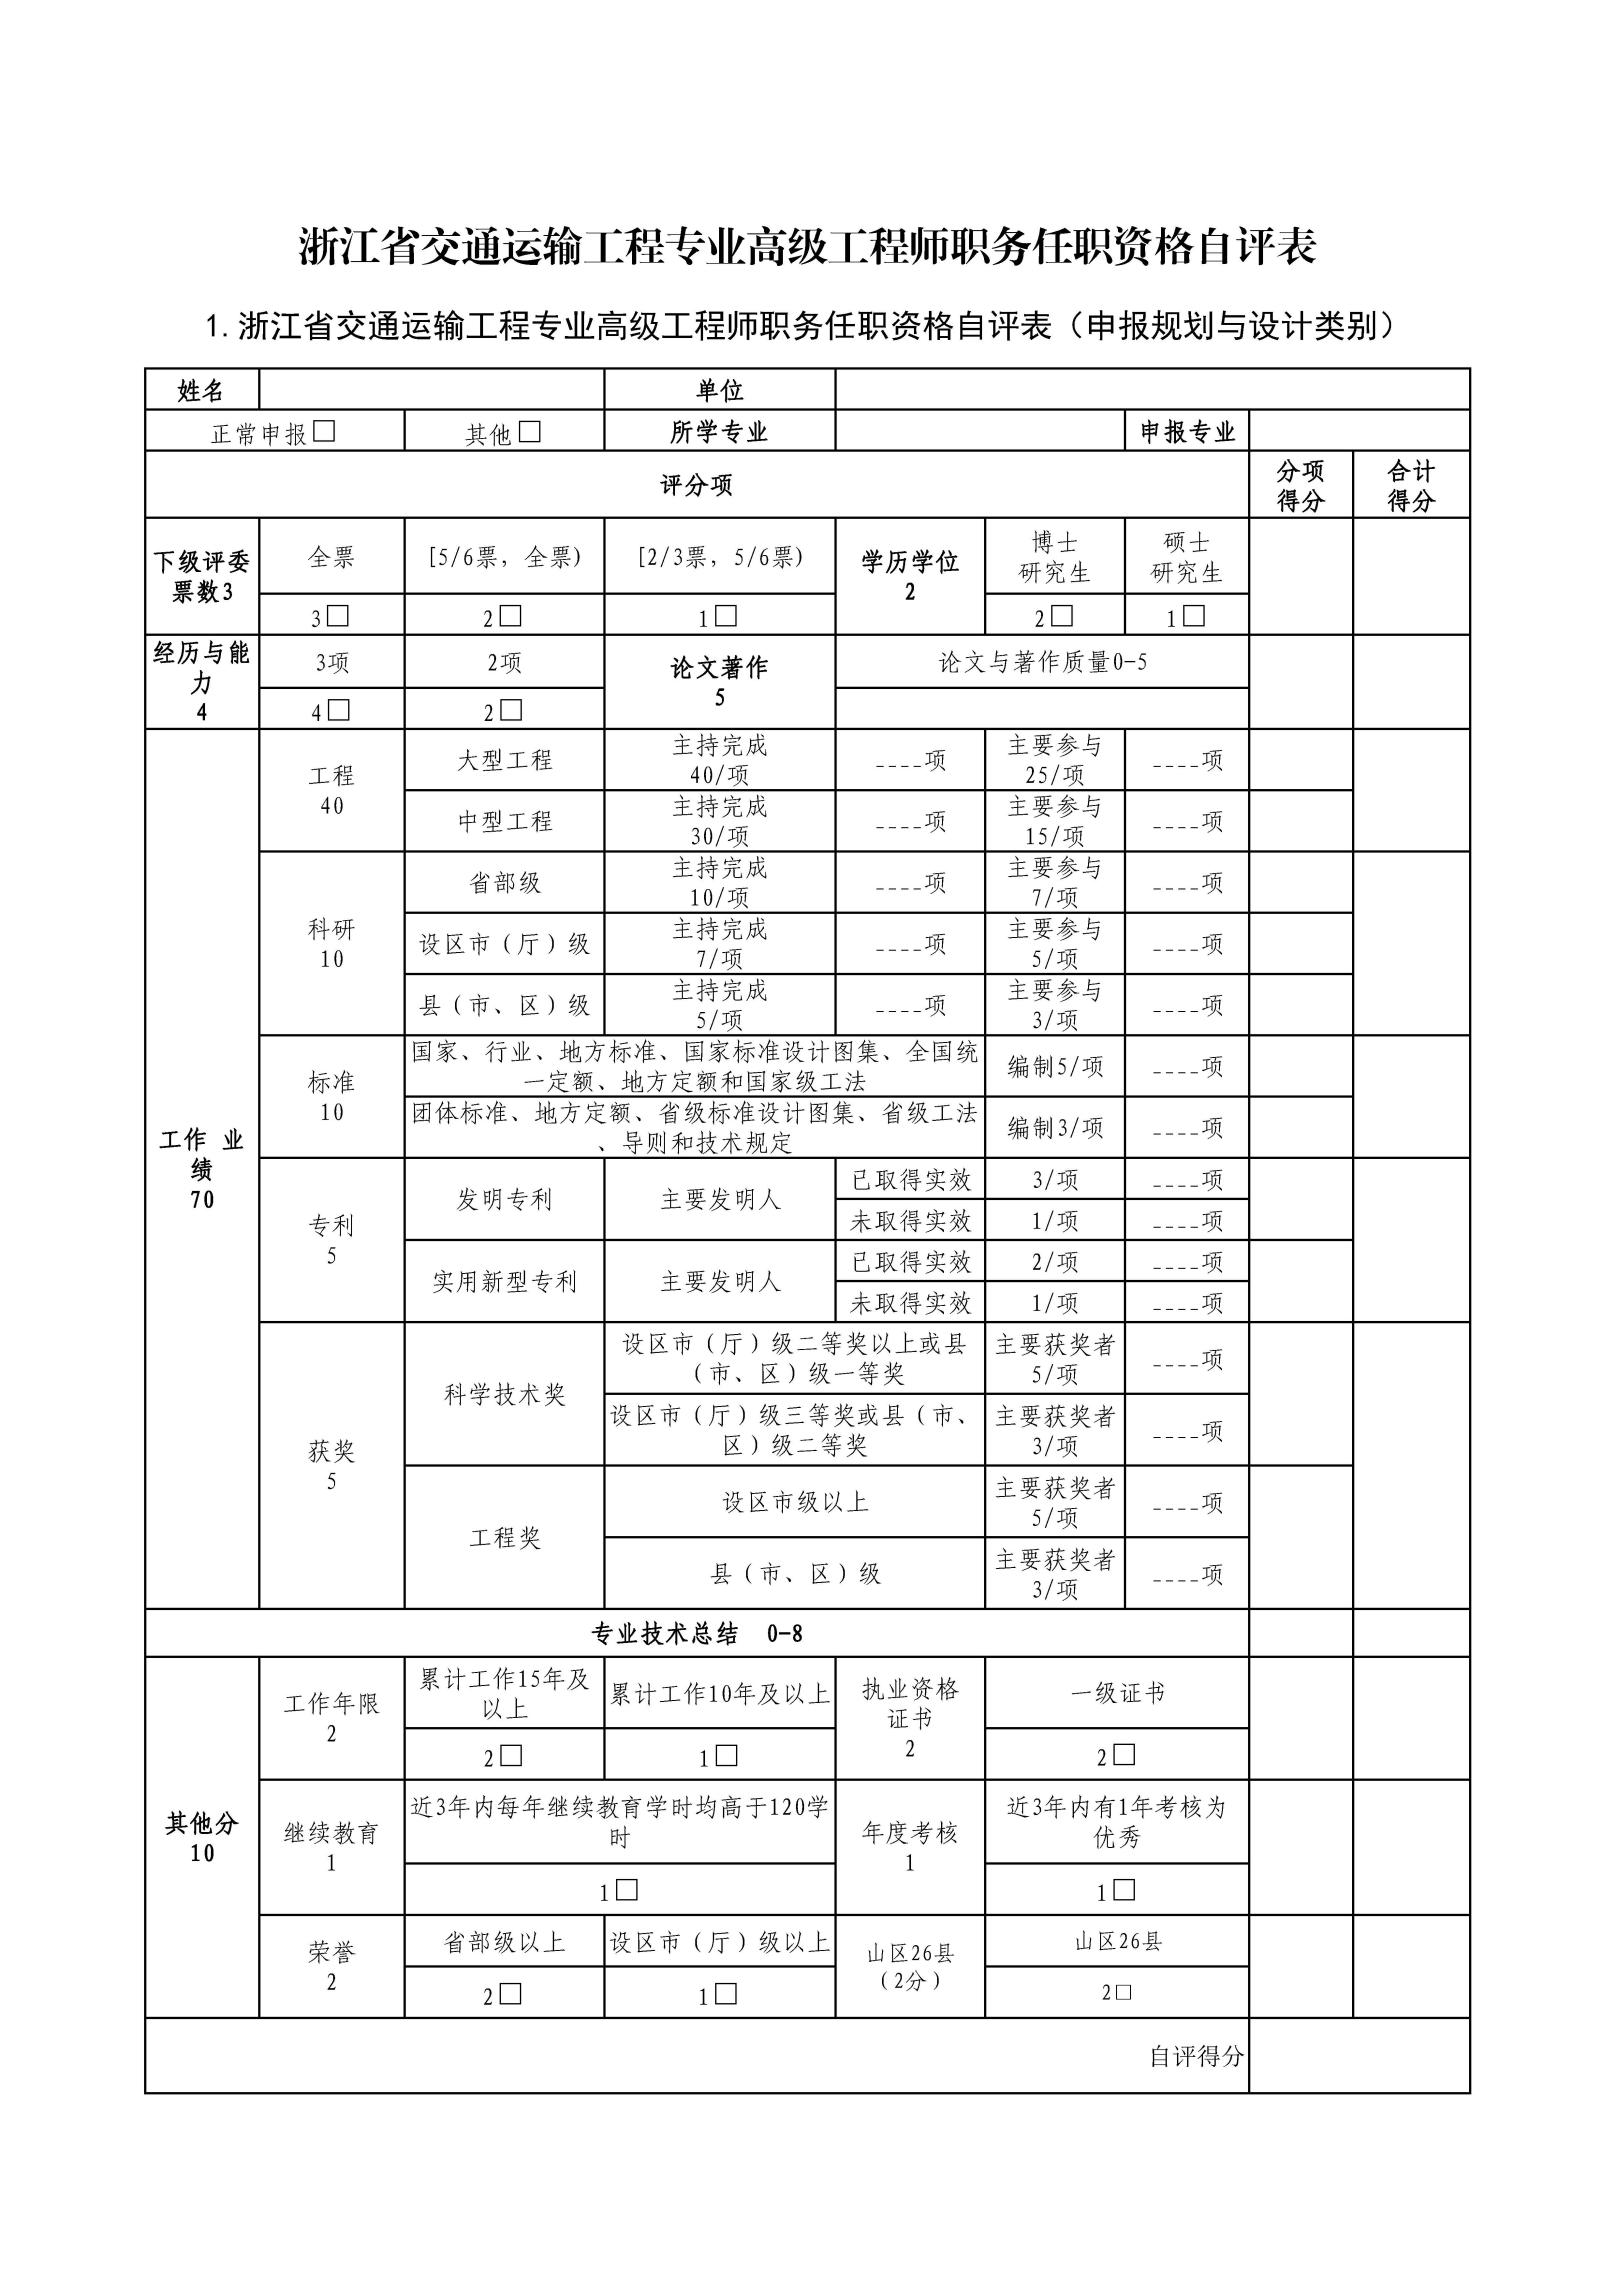 浙江省交通运输工程专业高级工程师职务任职资格自评表
1.浙江省交通运输工程专业高级工程师职务任职资格自评表（申报规划与设计类别）
姓名
单位
正常申报□
其他□
所学专业
申报专业
评分项
分项
得分
合计
得分
下级评委
票数3
全票
[5/6票，全票)
[2/3票，5/6票)
学历学位
2
博士
研究生
硕士
研究生
3□
2□
1□
2□
1□
经历与能
力
4
3项
2项
论文著作
5
论文与著作质量0-5
4□
2□
工作 业
绩
70
工程
40
大型工程
主持完成
40/项
----项
主要参与
25/项
----项
中型工程
主持完成
30/项
----项
主要参与
15/项
----项
科研
10
省部级
主持完成
10/项
----项
主要参与
7/项
----项
设区市（厅）级
主持完成
7/项
----项
主要参与
5/项
----项
县（市、区）级
主持完成
5/项
----项
主要参与
3/项
----项
标准
10
国家、行业、地方标准、国家标准设计图集、全国统
一定额、地方定额和国家级工法
编制5/项
----项
团体标准、地方定额、省级标准设计图集、省级工法
、导则和技术规定
编制3/项
----项
专利
5
发明专利
主要发明人
已取得实效
3/项
----项
未取得实效
1/项
----项
实用新型专利
主要发明人
已取得实效
2/项
----项
未取得实效
1/项
----项
获奖
5
科学技术奖
设区市（厅）级二等奖以上或县
（市、区）级一等奖
主要获奖者
5/项
----项
设区市（厅）级三等奖或县（市、
区）级二等奖
主要获奖者
3/项
----项
工程奖
设区市级以上
主要获奖者
5/项
----项
县（市、区）级
主要获奖者
3/项
----项
专业技术总结 0-8
其他分
10
工作年限
2
累计工作15年及
以上
累计工作10年及以上
执业资格
证书
2
一级证书
2□
1□
2□
继续教育
1
近3年内每年继续教育学时均高于120学
时
年度考核
1
近3年内有1年考核为
优秀
1□
1□
荣誉
2
省部级以上
设区市（厅）级以上
山区26县
（2分）
山区26县
2□
1□
2□
自评得分